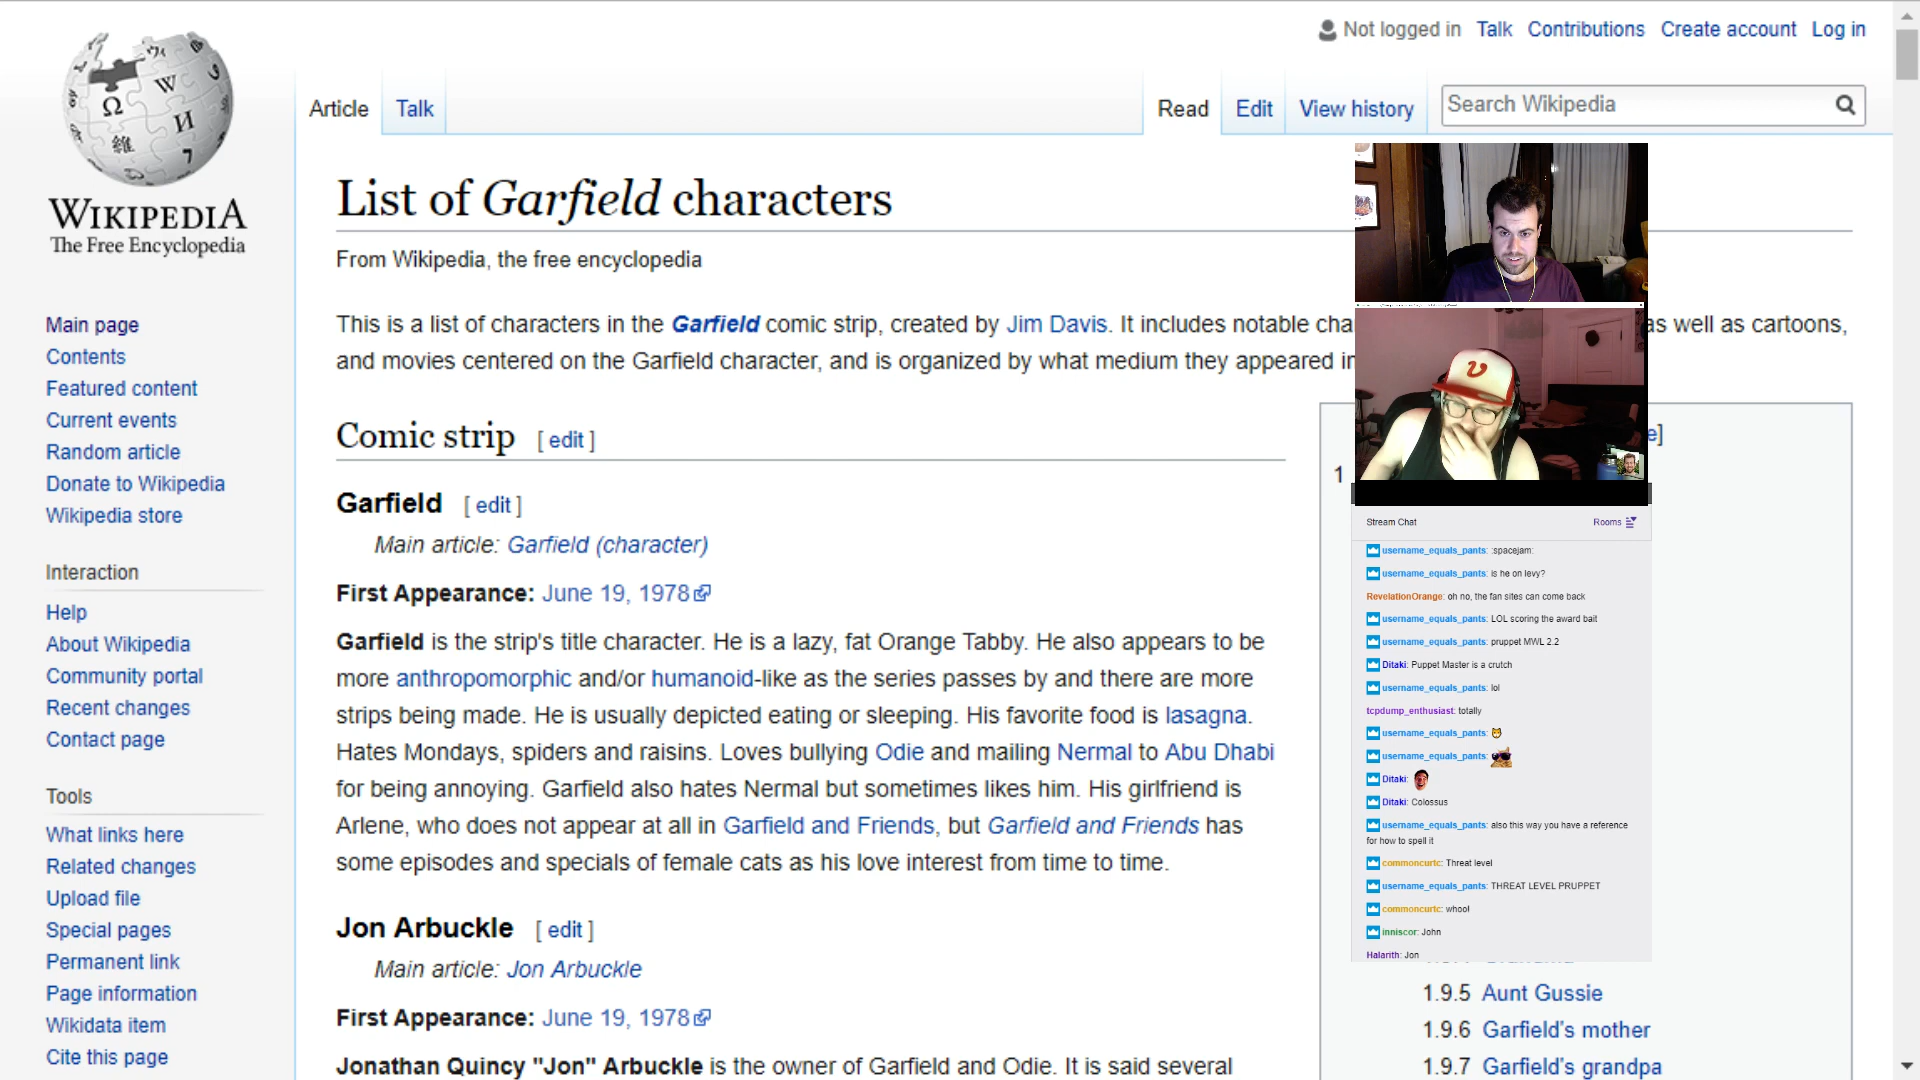 Not logged in Talk Contributions Create account Log in
Article Talk Read Edit View history Search Wikipedia
WIKIPEDIA
The Free Encyclopedia
Main page
Contents
Featured content
Current events
Random article
Donate to Wikipedia
Wikipedia store
Interaction
Help
About Wikipedia
Community portal
Recent changes
Contact page
Tools
What links here
Related changes
Upload file
Special pages
Permanent link
Page information
Wikidata item
Cite this page
List of Garfield characters
From Wikipedia, the free encyclopedia
This is a list of characters in the Garfield comic strip, created by Jim Davis. It includes notable cha as well as cartoons,
and movies centered on the Garfield character, and is organized by what medium they appeared in
Comic strip [ edit ]
Garfield [ edit ]
Main article: Garfield (character)
First Appearance: June 19, 1978
Garfield is the strip's title character. He is a lazy, fat Orange Tabby. He also appears to be
more anthropomorphic and/or humanoid-like as the series passes by and there are more
strips being made. He is usually depicted eating or sleeping. His favorite food is lasagna.
Hates Mondays, spiders and raisins. Loves bullying Odie and mailing Nermal to Abu Dhabi
for being annoying. Garfield also hates Nermal but sometimes likes him. His girlfriend is
Arlene, who does not appear at all in Garfield and Friends, but Garfield and Friends has
some episodes and specials of female cats as his love interest from time to time.
Jon Arbuckle [ edit ]
Main article: Jon Arbuckle
First Appearance: June 19, 1978
Jonathan Quincy "Jon" Arbuckle is the owner of Garfield and Odie. It is said several
e]
1
Stream Chat Rooms
username_equals_pants: :spacejam:
username_equals_pants: is he on levy?
RevelationOrange: oh no, the fan sites can come back
username_equals_pants: LOL scoring the award bait
username_equals_pants: pruppet MWL 2.2
Ditaki: Puppet Master is a crutch
username_equals_pants: lol
tcpdump_enthusiast: totally
username_equals_pants:
username_equals_pants:
Ditaki:
Ditaki: Colossus
username_equals_pants: also this way you have a reference
for how to spell it
commoncurtc: Threat level
username_equals_pants: THREAT LEVEL PRUPPET
commoncurtc: whoo!
inniscor: John
Halarith: Jon
1.9.5 Aunt Gussie
1.9.6 Garfield's mother
1.9.7 Garfield's grandpa